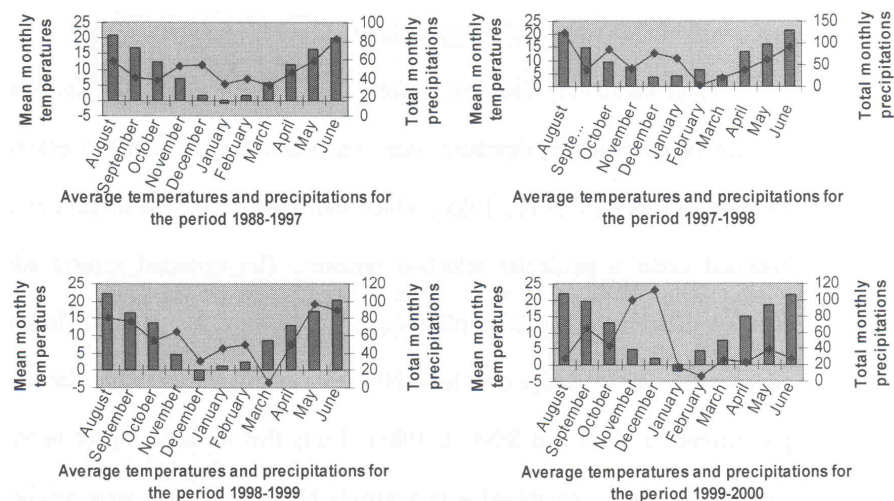 Mean monthly temperatures
25
20
15
10
5
0
-5
100
80
60
40
20
0
Total monthly precipitations
August
September
October
November
December
January
February
March
April
May
June
Average temperatures and precipitations for
the period 1988-1997
Mean monthly temperatures
25
20
15
10
5
0
150
100
50
0
Total monthly precipitations
August
Septe...
October
November
December
January
February
March
April
May
June
Average temperatures and precipitations for
the period 1997-1998
Mean monthly temperatures
25
20
15
10
5
0
-5
120
100
80
60
40
20
0
Total monthly precipitations
August
September
October
November
December
January
February
March
April
May
June
Average temperatures and precipitations for
the period 1998-1999
Mean monthly temperatures
25
20
15
10
5
0
-5
120
100
80
60
40
20
0
Total monthly precipitations
August
September
October
November
December
January
February
March
April
May
June
Average temperatures and precipitations for
the period 1999-2000